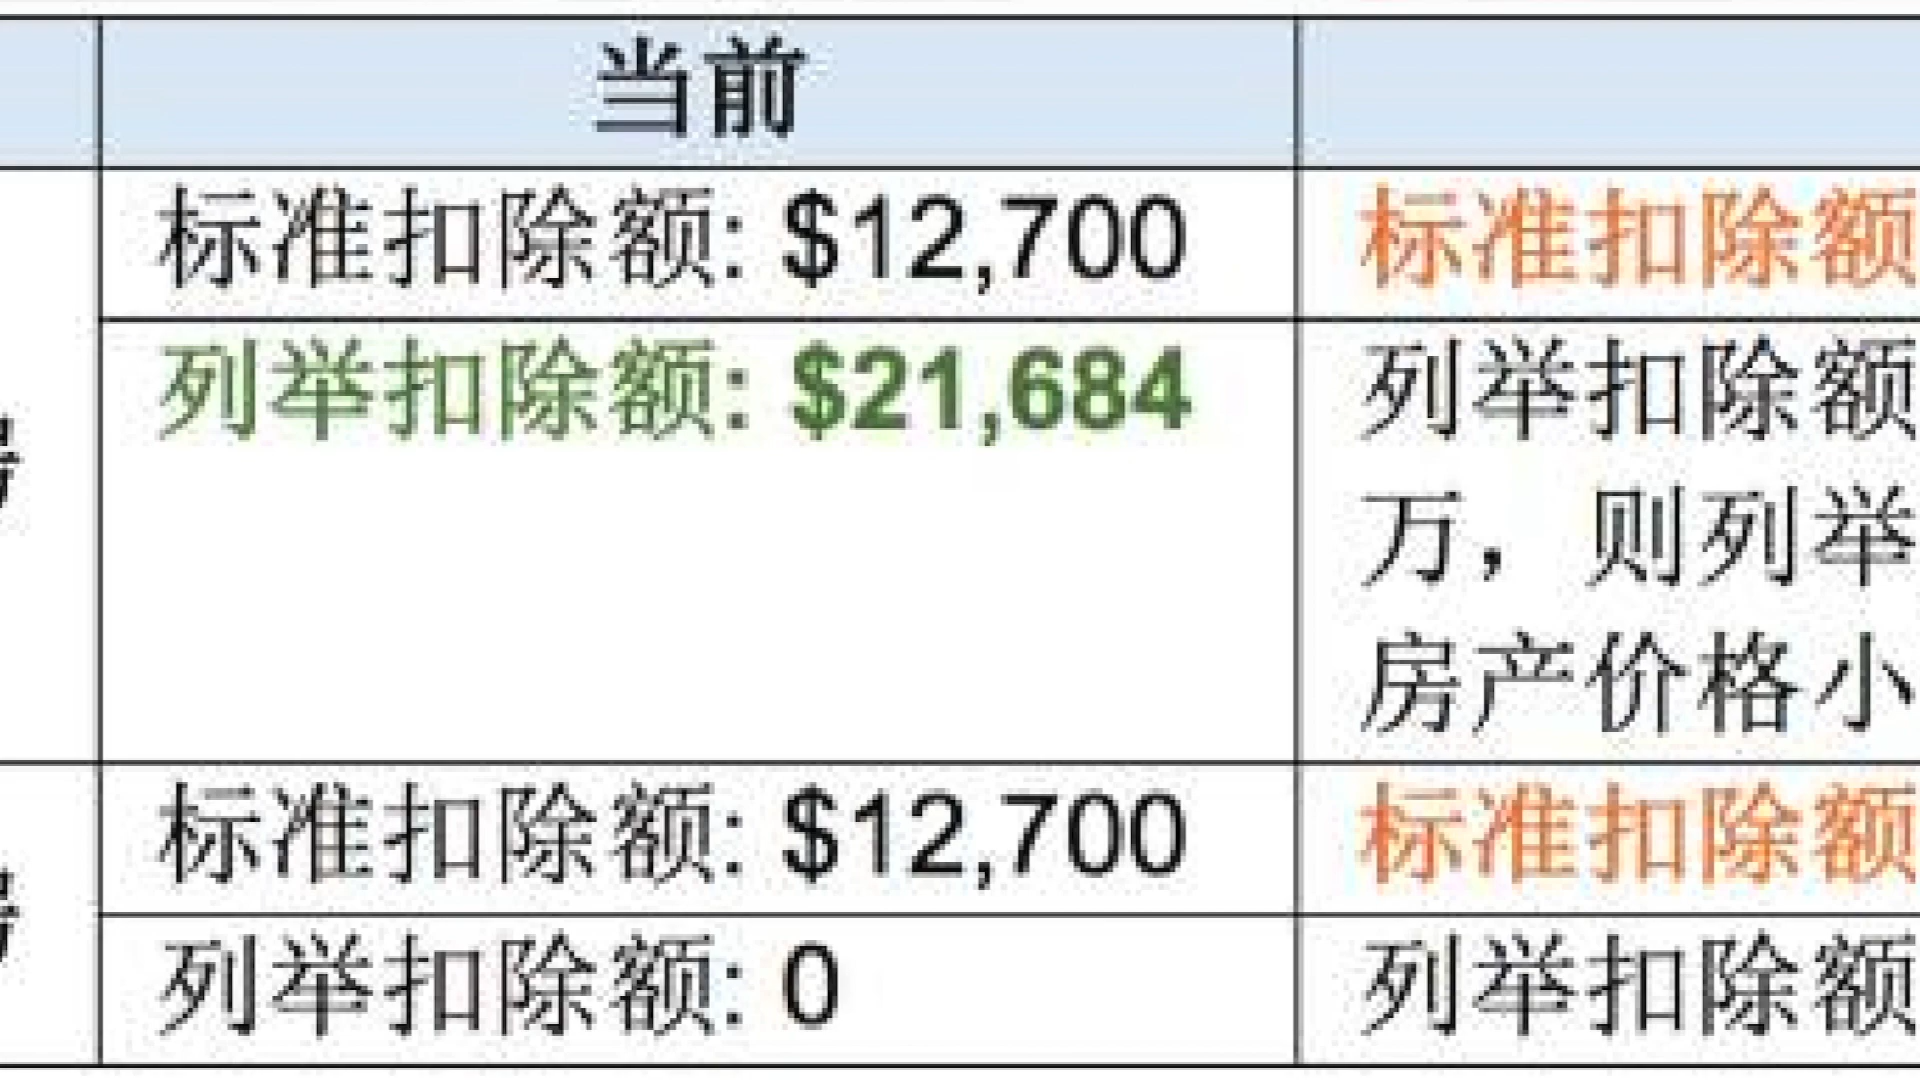 当前
标准扣除额: $12,700
标准扣除额
列举扣除额: $21,684
列举扣除额
万，则列举
房产价格小
标准扣除额: $12,700
标准扣除额
列举扣除额: 0
列举扣除额